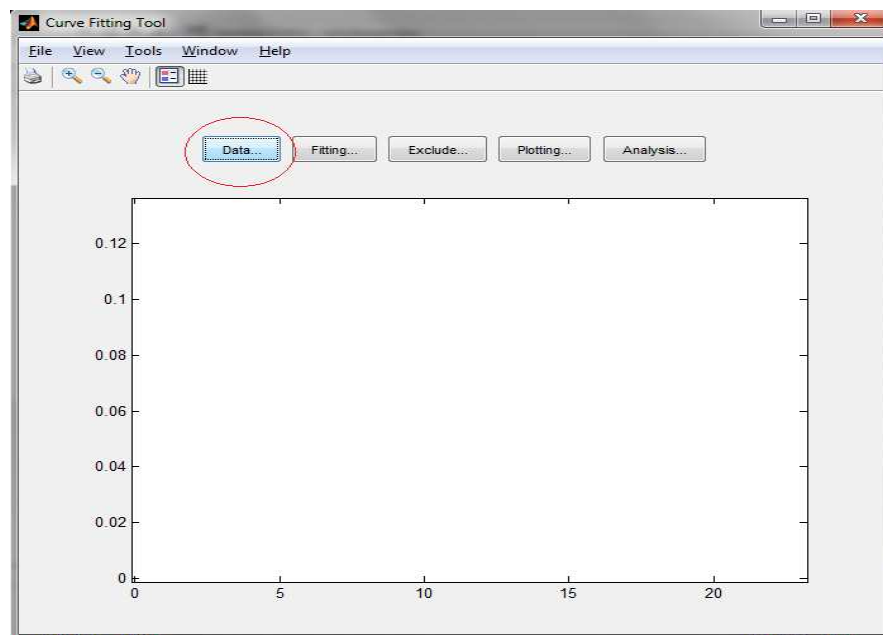 Curve Fitting Tool
File View Tools Window Help
Data... Fitting... Exclude... Plotting... Analysis...
0.12
0.1
0.08
0.06
0.04
0.02
0
0 5 10 15 20